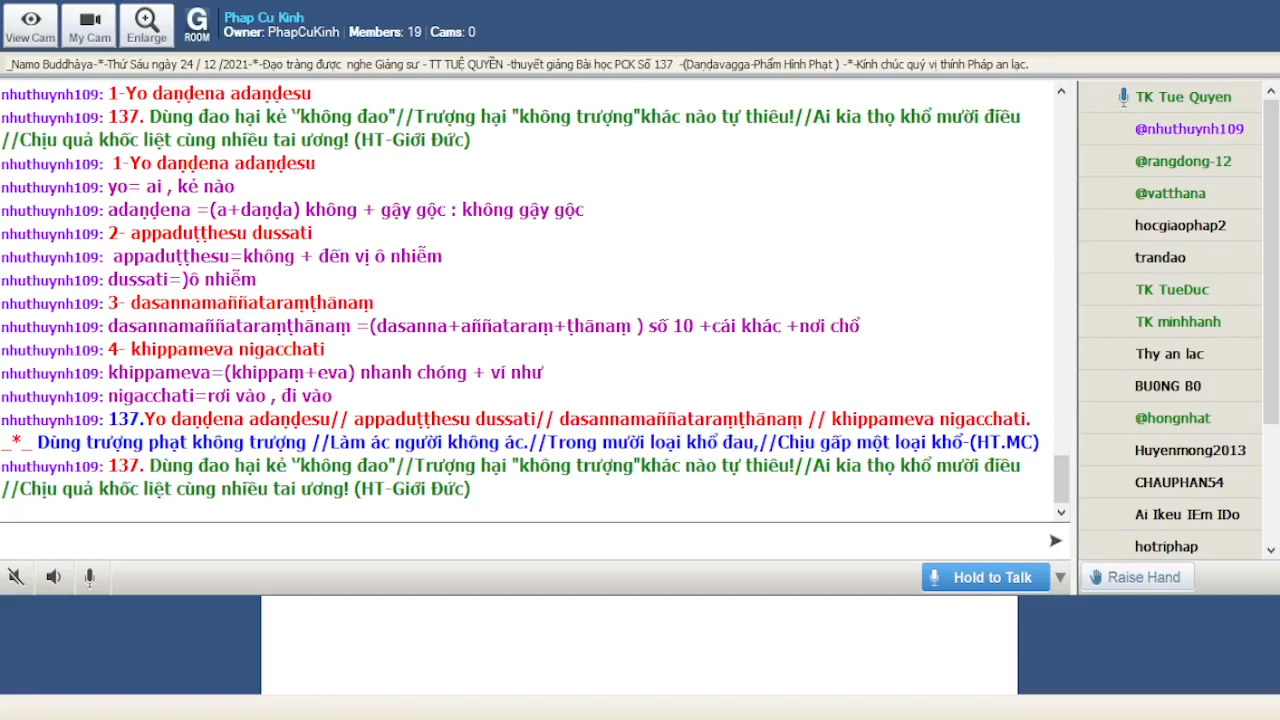 View Cam
My Cam
Enlarge
G
ROOM
Phap Cu Kinh
Owner: PhapCuKinh | Members: 19 | Cams: 0
_Namo Buddhàya-*-Thứ Sáu ngày 24 / 12 /2021-*-Đạo tràng được nghe Giảng sư - TT TUỆ QUYỀN -thuyết giảng Bài học PCK Số 137 -(Daṇḍavagga-Phẩm Hình Phạt ) -*-Kính chúc quý vị thính Pháp an lạc.
nhuthuynh109: 1-Yo daṇḍena adaṇḍesu
nhuthuynh109: 137. Dùng đao hại kẻ \"không đao"//Trượng hại "không trượng"khác nào tự thiêu!//Ai kia thọ khổ mười điều
//Chịu quả khốc liệt cùng nhiều tai ương! (HT-Giới Đức)
nhuthuynh109: 1-Yo daṇḍena adaṇḍesu
nhuthuynh109: yo= ai , kẻ nào
nhuthuynh109: adaṇḍena =(a+daṇḍa) không + gậy gộc : không gậy gộc
nhuthuynh109: 2- appaduṭṭhesu dussati
nhuthuynh109: appaduṭṭhesu=không + đến vị ô nhiễm
nhuthuynh109: dussati=)ô nhiễm
nhuthuynh109: 3- dasannamaññataraṃṭhānaṃ
nhuthuynh109: dasannamaññataraṃṭhānaṃ =(dasanna+aññataraṃ+ṭhānaṃ ) số 10 +cái khác +nơi chổ
nhuthuynh109: 4- khippameva nigacchati
nhuthuynh109: khippameva=(khippaṃ+eva) nhanh chóng + ví như
nhuthuynh109: nigacchati=rơi vào , đi vào
nhuthuynh109: 137.Yo daṇḍena adaṇḍesu// appaduṭṭhesu dussati// dasannamaññataraṃṭhānaṃ // khippameva nigacchati.
_*_ Dùng trượng phạt không trượng //Làm ác người không ác.//Trong mười loại khổ đau,//Chịu gấp một loại khổ-(HT.MC)
nhuthuynh109: 137. Dùng đao hại kẻ \"không đao"//Trượng hại "không trượng"khác nào tự thiêu!//Ai kia thọ khổ mười điều
//Chịu quả khốc liệt cùng nhiều tai ương! (HT-Giới Đức)
TK Tue Quyen
@nhuthuynh109
@rangdong-12
@vatthana
hocgiaophap2
trandao
TK TueDuc
TK minhhanh
Thy an lac
BU0NG B0
@hongnhat
Huyenmong2013
CHAUPHAN54
Ai Ikeu IEm IDo
hotriphap
Hold to Talk
Raise Hand